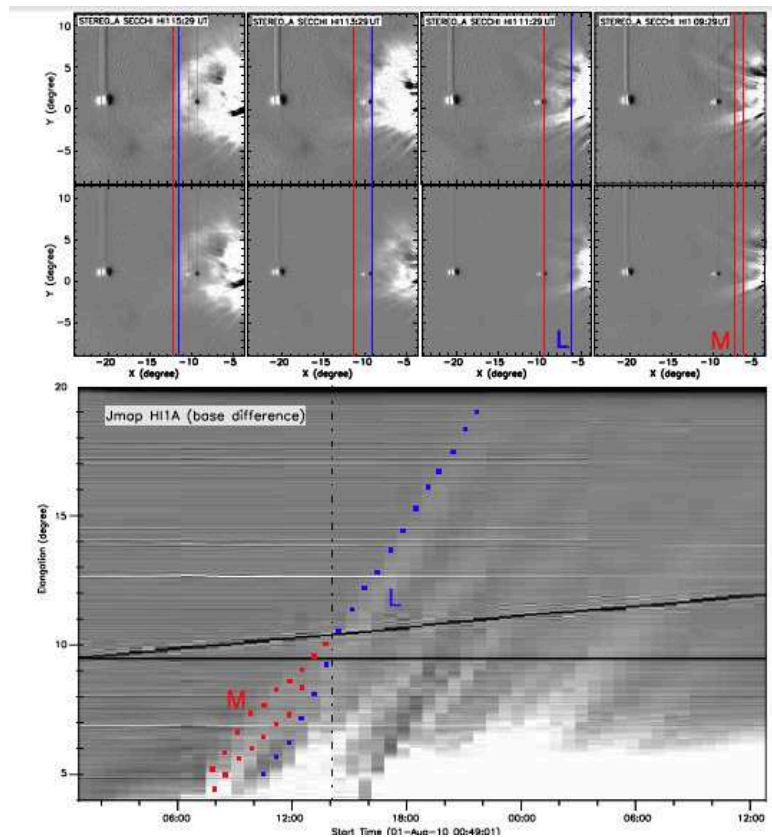 STEREO_A SECCHI HI1 15:29 UT
STEREO_A SECCHI HI1 13:29 UT
STEREO_A SECCHI HI1 11:29 UT
STEREO_A SECCHI HI1 09:29 UT
10
5
0
-5
Y (degree)
10
5
0
-5
Y (degree)
L
M
-20 -15 -10 -5
-20 -15 -10 -5
-20 -15 -10 -5
-20 -15 -10 -5
X (degree)
X (degree)
X (degree)
X (degree)
20
Jmap HI1A (base difference)
15
Elongation (degree)
L
10
M
5
06:00 12:00 18:00 00:00 06:00 12:00
Start Time (01-Aug-10 00:49:01)